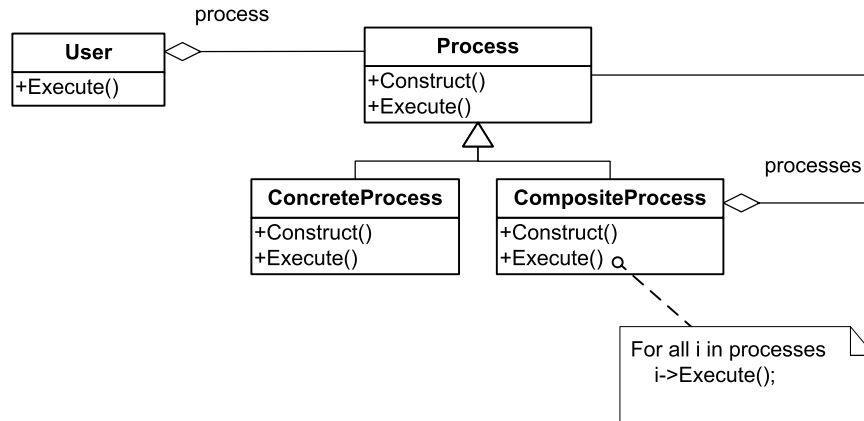 process
User
+Execute()
Process
+Construct()
+Execute()
processes
ConcreteProcess
+Construct()
+Execute()
CompositeProcess
+Construct()
+Execute()
For all i in processes
i->Execute();